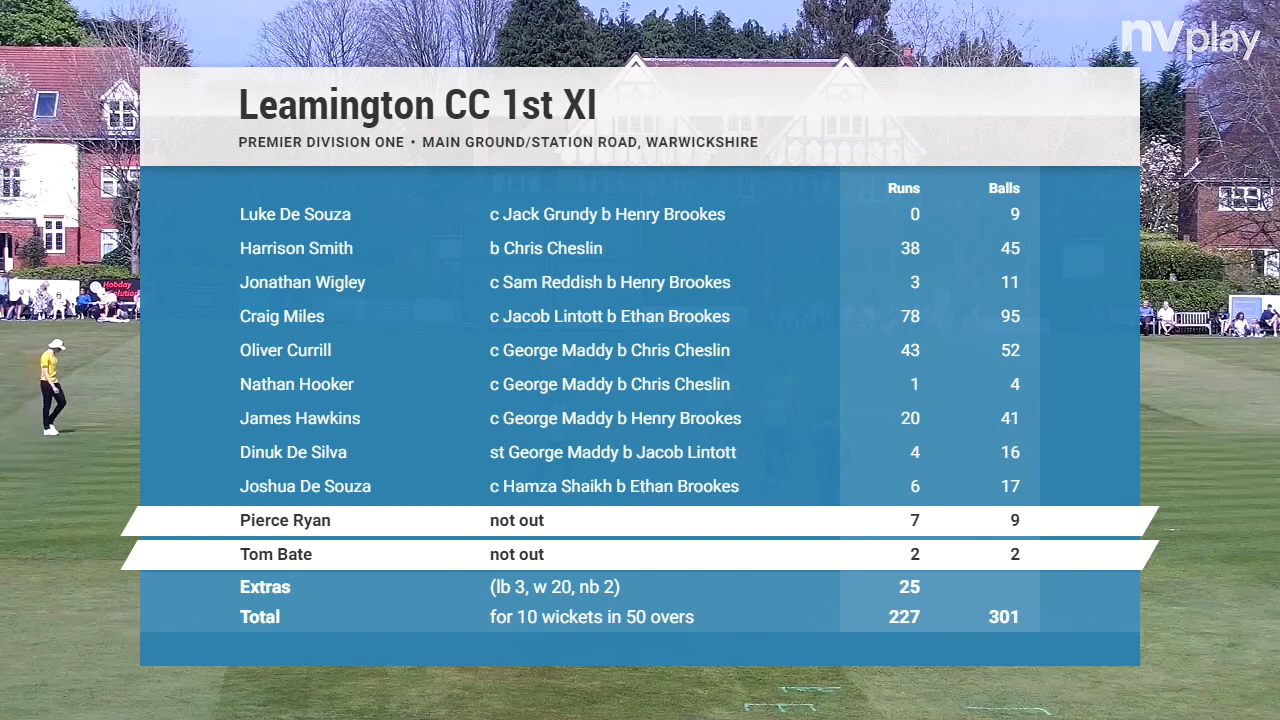 nvplay
Leamington CC 1st XI
PREMIER DIVISION ONE • MAIN GROUND/STATION ROAD, WARWICKSHIRE
Runs Balls
Luke De Souza c Jack Grundy b Henry Brookes 0 9
Harrison Smith b Chris Cheslin 38 45
Jonathan Wigley c Sam Reddish b Henry Brookes 3 11
Craig Miles c Jacob Lintott b Ethan Brookes 78 95
Oliver Currill c George Maddy b Chris Cheslin 43 52
Nathan Hooker c George Maddy b Chris Cheslin 1 4
James Hawkins c George Maddy b Henry Brookes 20 41
Dinuk De Silva st George Maddy b Jacob Lintott 4 16
Joshua De Souza c Hamza Shaikh b Ethan Brookes 6 17
Pierce Ryan not out 7 9
Tom Bate not out 2 2
Extras (lb 3, w 20, nb 2) 25
Total for 10 wickets in 50 overs 227 301